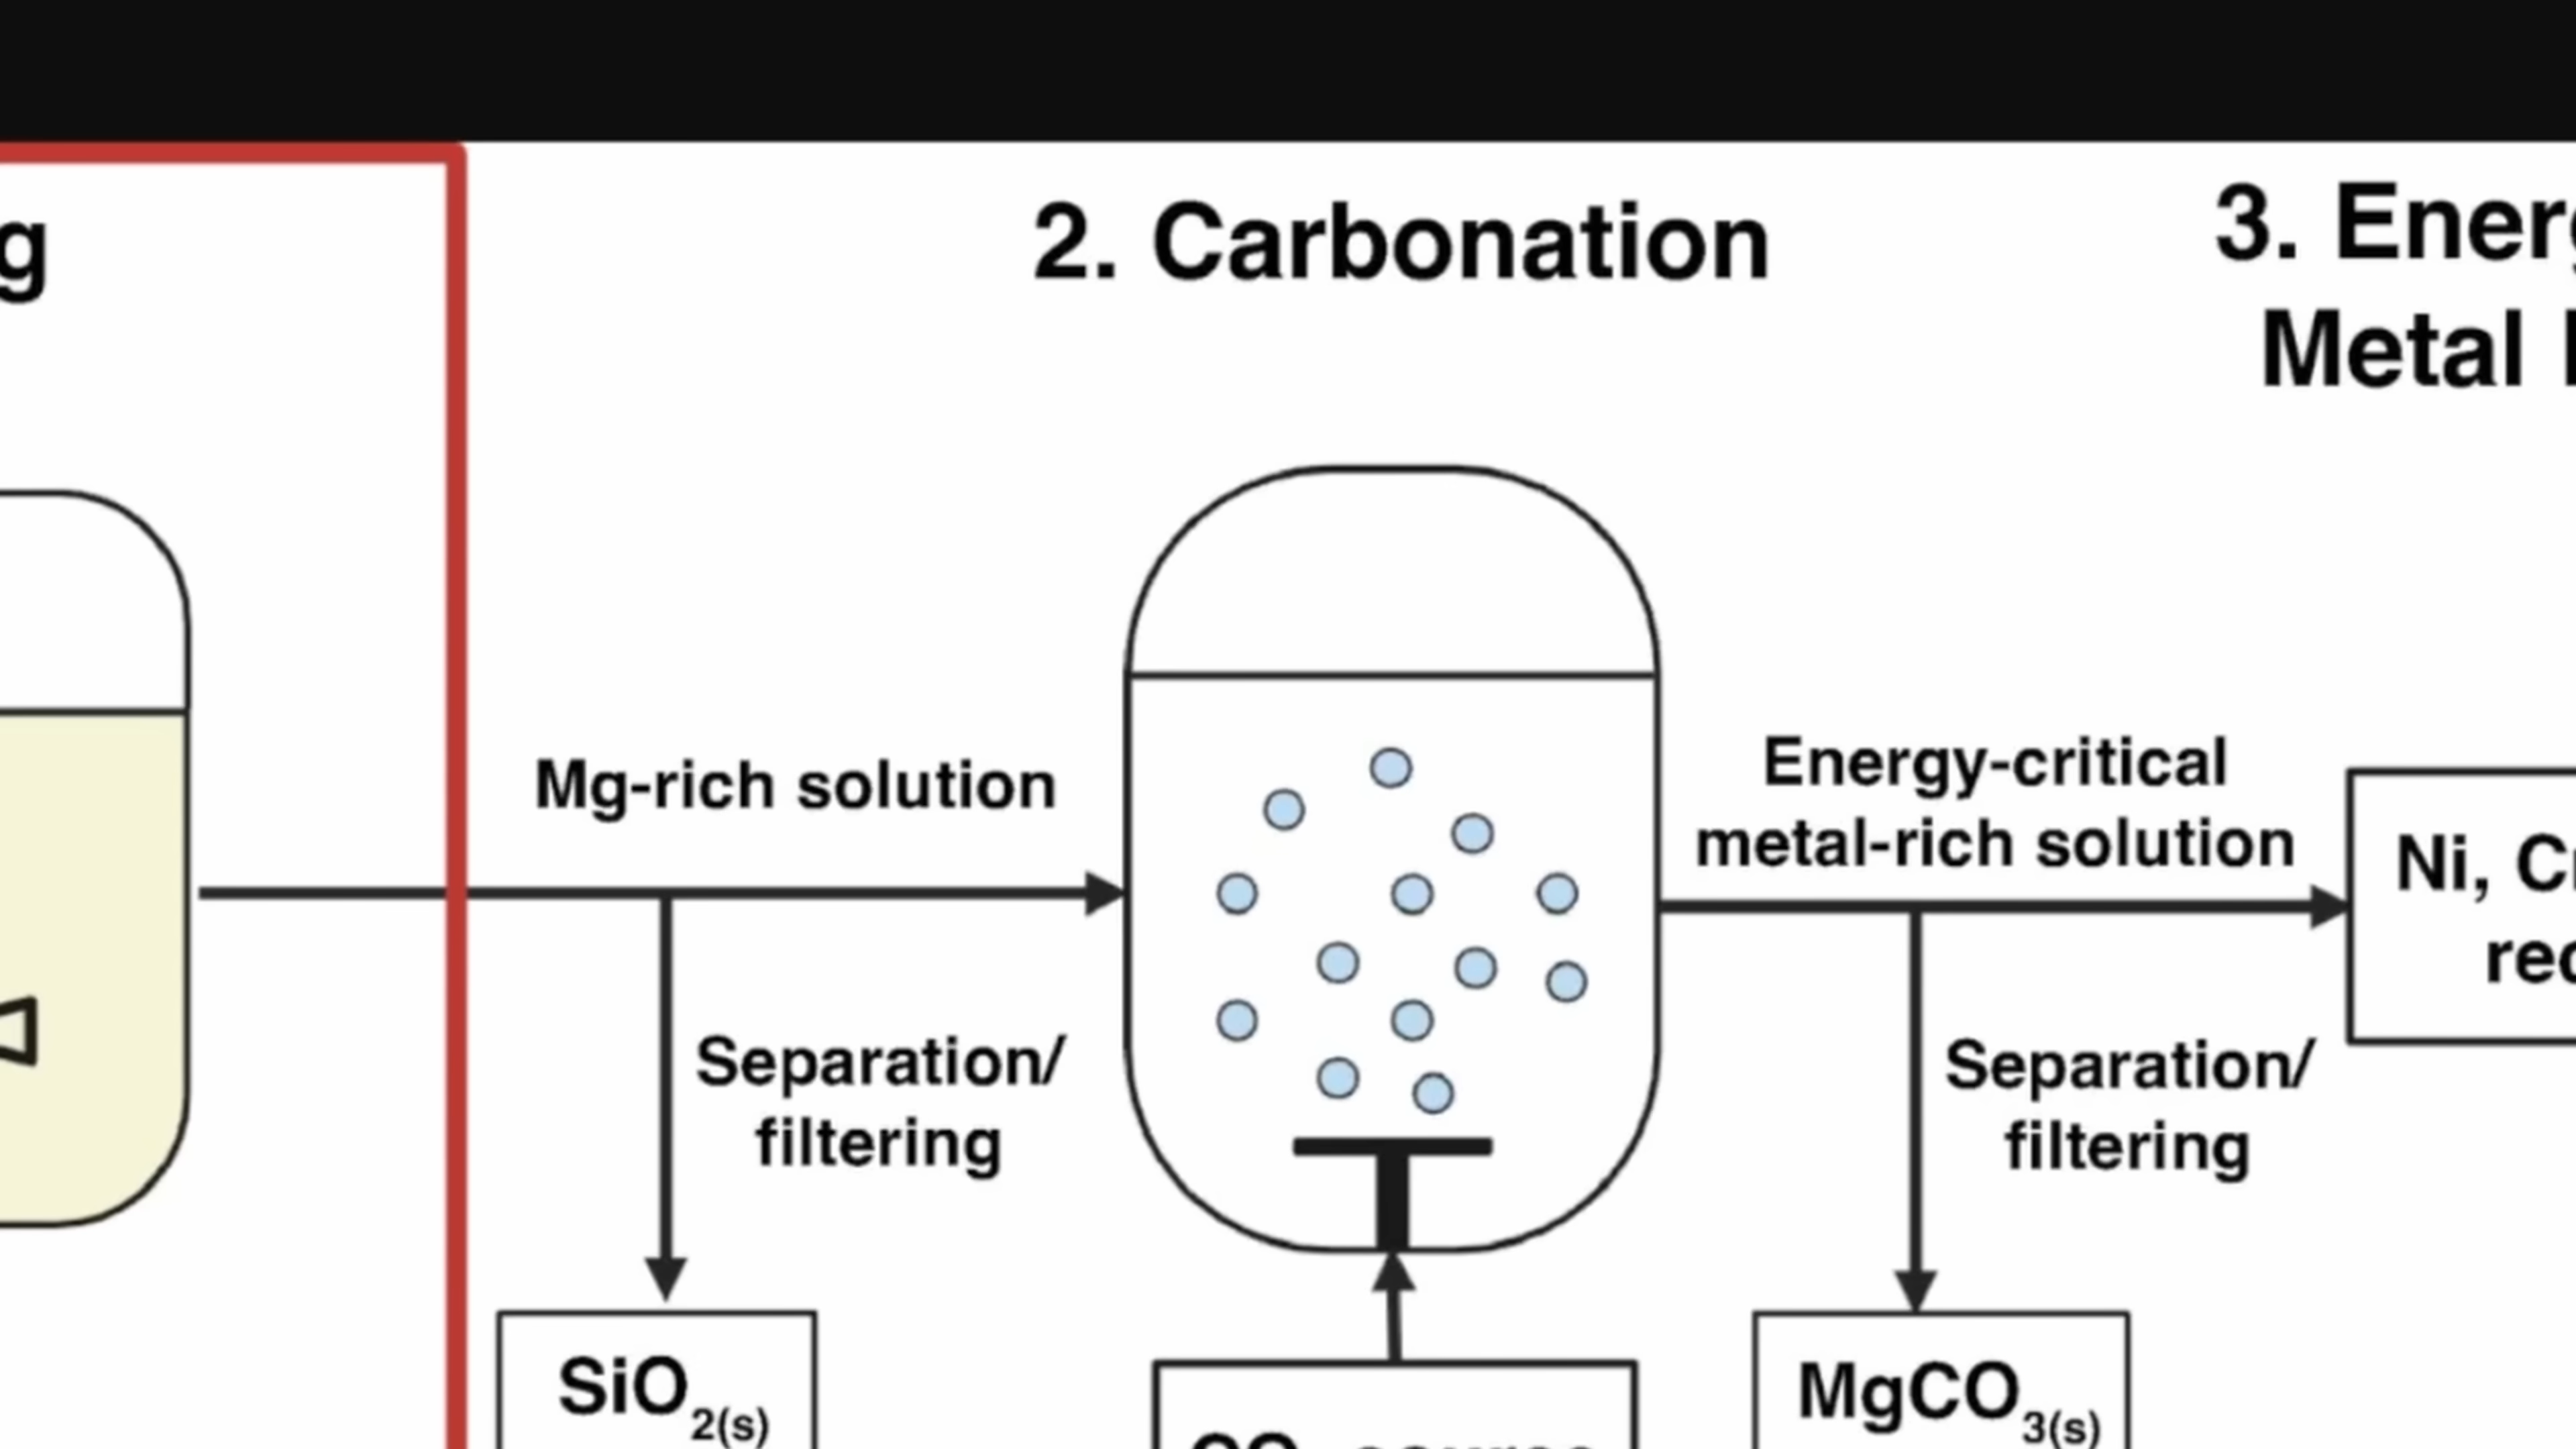 g
2. Carbonation
3. Energ
Metal
Mg-rich solution
Separation/
filtering
SiO2(s)
Energy-critical
metal-rich solution
Separation/
filtering
MgCO3(s)
Ni, Cr
rec